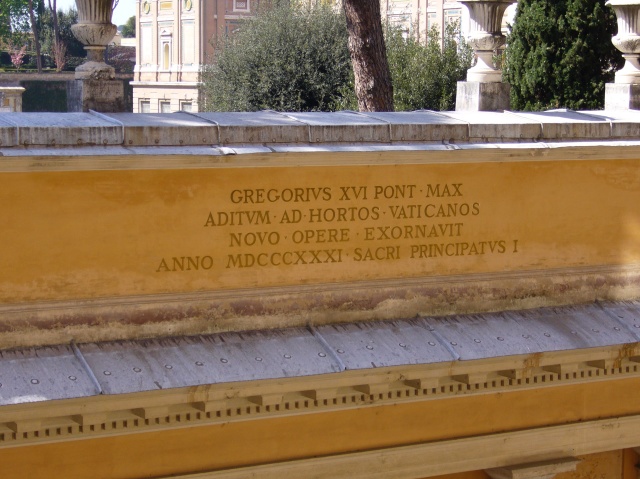 GREGORIVS XVI PONT · MAX
ADITVM · AD · HORTOS · VATICANOS
NOVO · OPERE · EXORNAVIT
ANNO MDCCCXXXI · SACRI PRINCIPATVS I